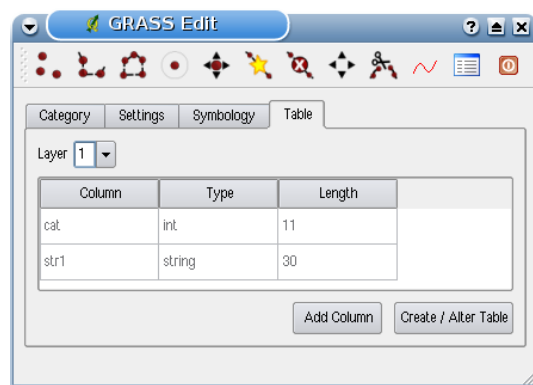 GRASS Edit
Category Settings Symbology Table
Layer 1
Column Type Length
cat int 11
str1 string 30
Add Column Create / Alter Table